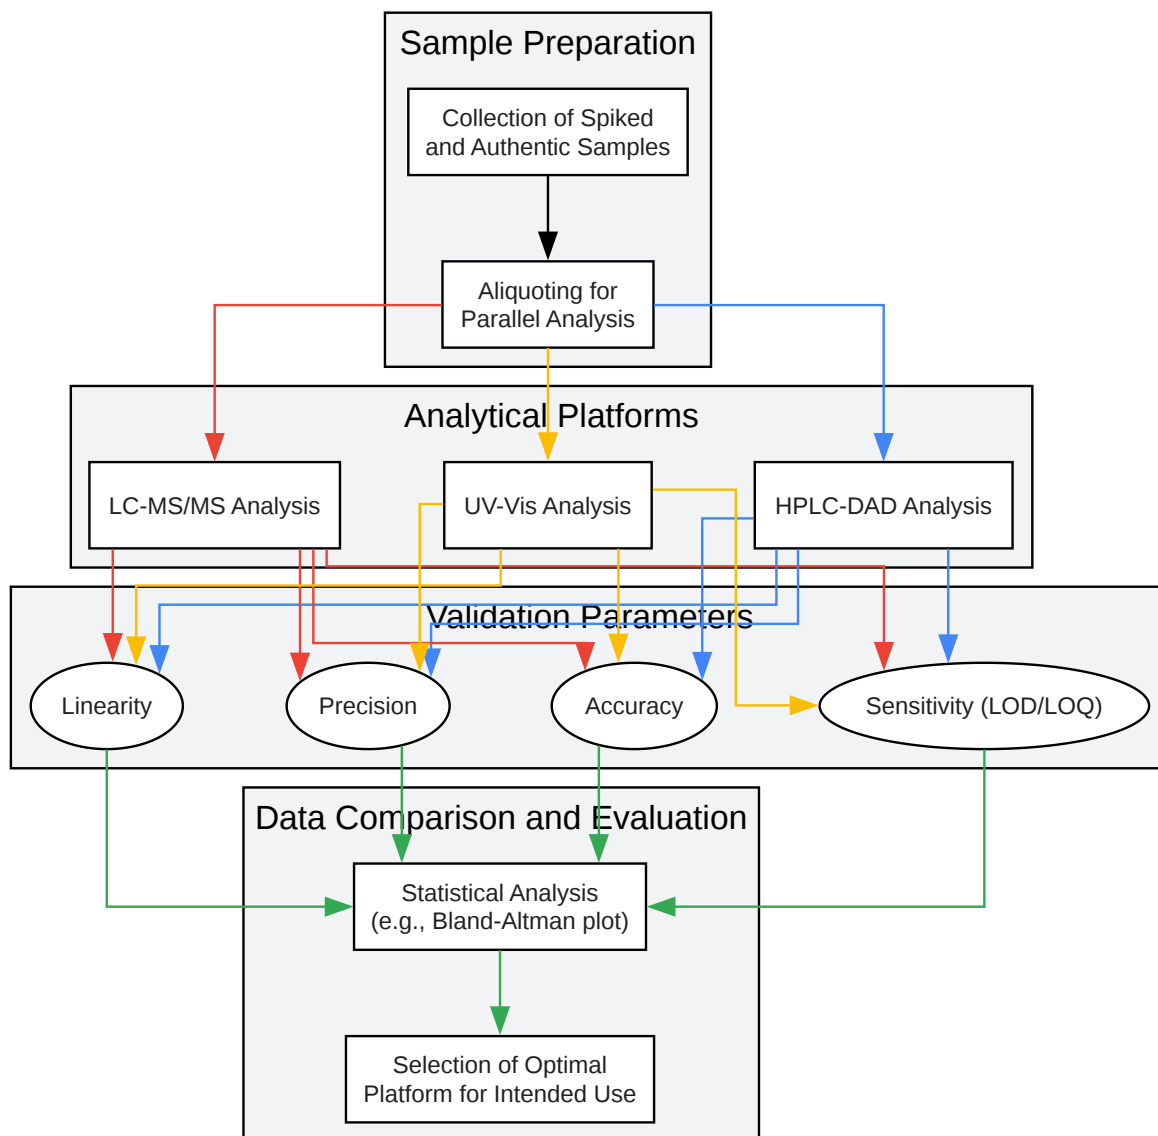 Sample Preparation
Collection of Spiked
and Authentic Samples
Aliquoting for
Parallel Analysis
Analytical Platforms
LC-MS/MS Analysis
UV-Vis Analysis
HPLC-DAD Analysis
Validation Parameters
Linearity
Precision
Accuracy
Sensitivity (LOD/LOQ)
Data Comparison and Evaluation
Statistical Analysis
(e.g., Bland-Altman plot)
Selection of Optimal
Platform for Intended Use